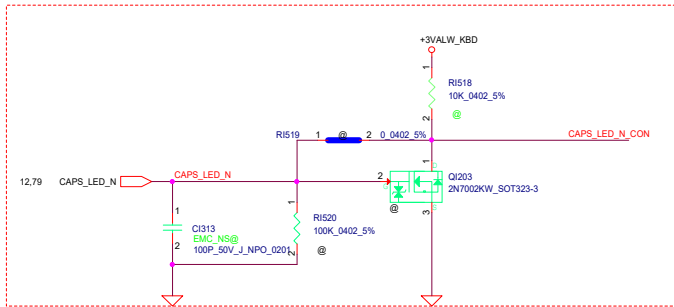 +3VALW_KBD
1
RI518
10K_0402_5%
2
@
RI519
1
@
2
0_0402_5%
CAPS_LED_N_CON
12,79
CAPS_LED_N
CAPS_LED_N
2
1
QI203
2N7002KW_SOT323-3
@
3
1
CI313
EMC_NS@
2
100P_50V_J_NPO_0201
1
RI520
100K_0402_5%
2
@